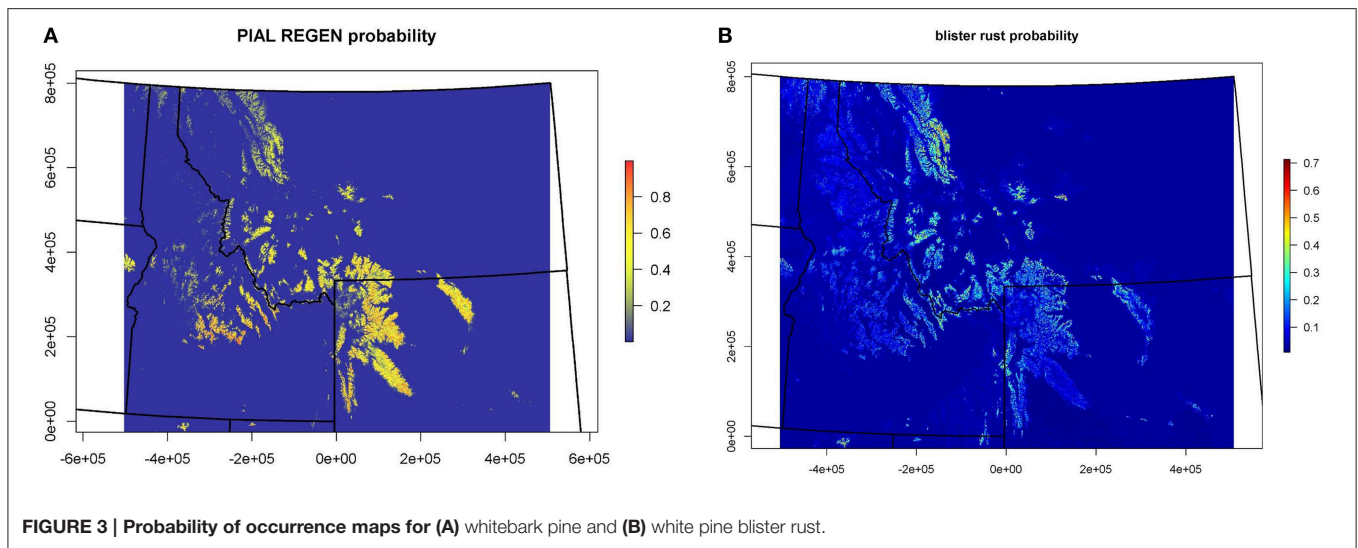 A
PIAL REGEN probability
8e+05
6e+05
4e+05
2e+05
0e+00
-6e+05 -4e+05 -2e+05 0e+00 2e+05 4e+05 6e+05
0.8
0.6
0.4
0.2
B
blister rust probability
8e+05
6e+05
4e+05
2e+05
0e+00
-4e+05 -2e+05 0e+00 2e+05 4e+05
0.7
0.6
0.5
0.4
0.3
0.2
0.1
FIGURE 3 | Probability of occurrence maps for (A) whitebark pine and (B) white pine blister rust.